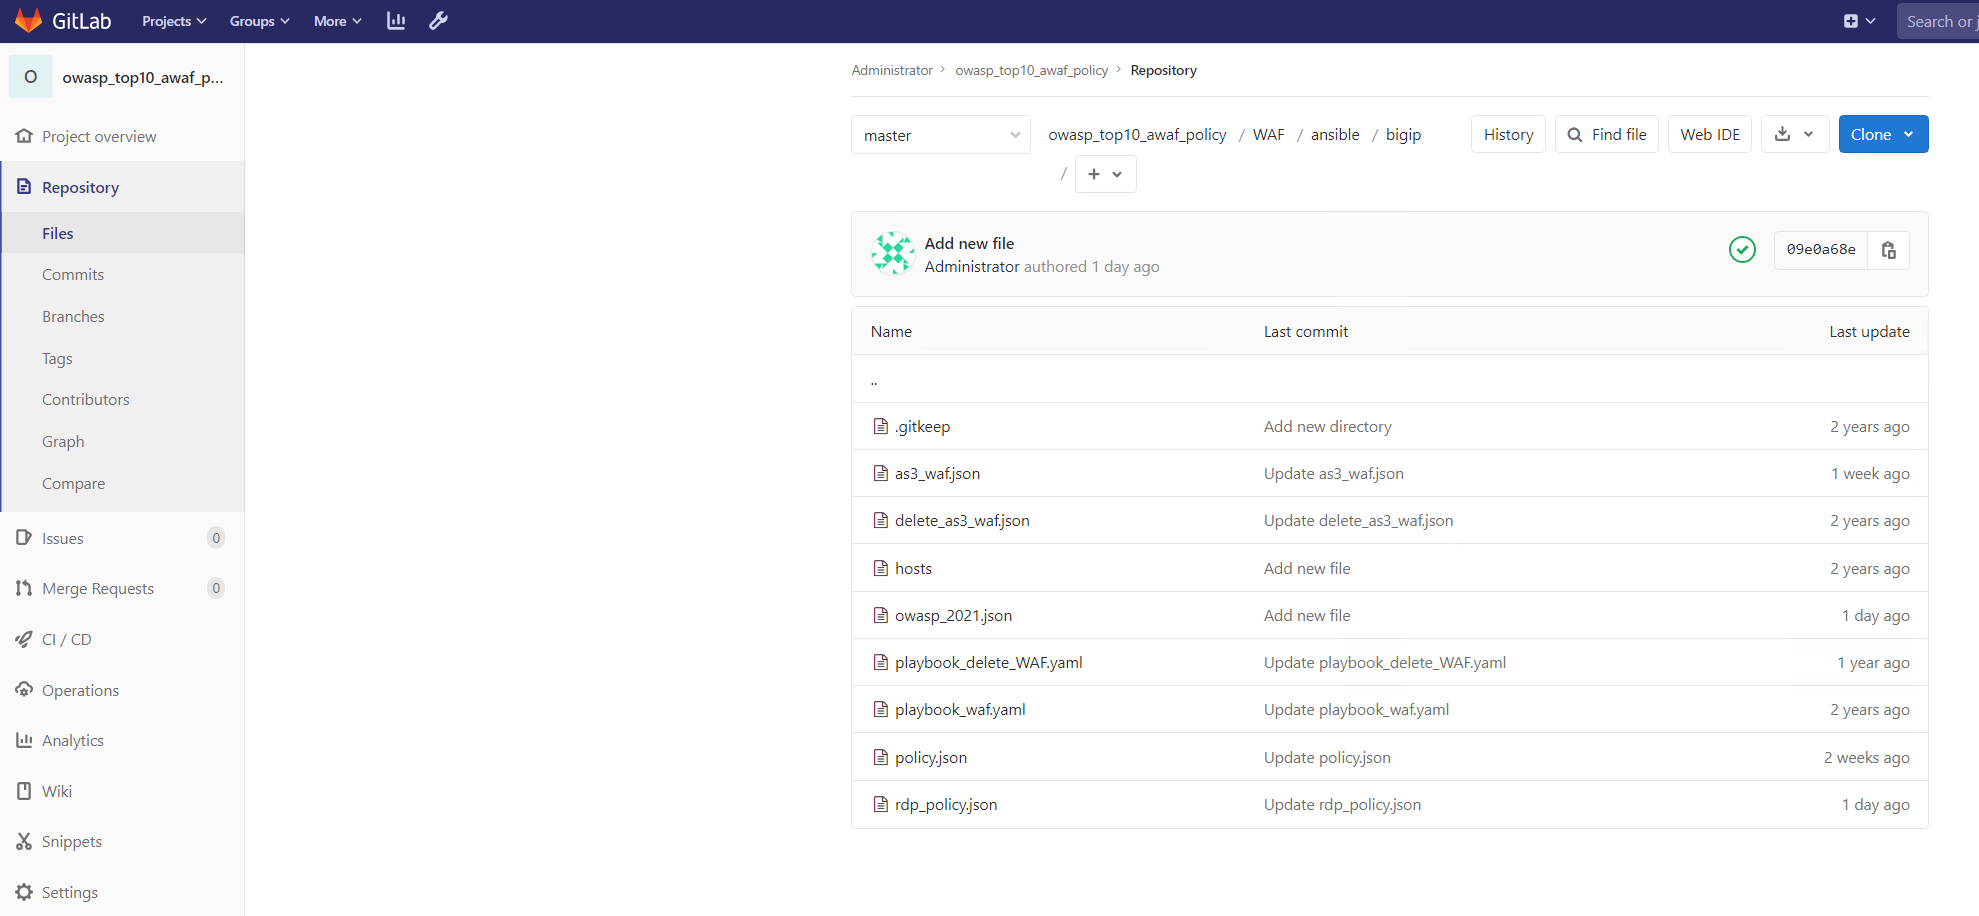 GitLab Projects Groups More Search or
O owasp_top10_awaf_p...
Project overview
Repository
Files
Commits
Branches
Tags
Contributors
Graph
Compare
Issues 0
Merge Requests 0
CI / CD
Operations
Analytics
Wiki
Snippets
Settings
Administrator > owasp_top10_awaf_policy > Repository
master owasp_top10_awaf_policy / WAF / ansible / bigip History Find file Web IDE Clone
/ +
Add new file
Administrator authored 1 day ago
09e0a68e
Name Last commit Last update
..
.gitkeep Add new directory 2 years ago
as3_waf.json Update as3_waf.json 1 week ago
delete_as3_waf.json Update delete_as3_waf.json 2 years ago
hosts Add new file 2 years ago
owasp_2021.json Add new file 1 day ago
playbook_delete_WAF.yaml Update playbook_delete_WAF.yaml 1 year ago
playbook_waf.yaml Update playbook_waf.yaml 2 years ago
policy.json Update policy.json 2 weeks ago
rdp_policy.json Update rdp_policy.json 1 day ago